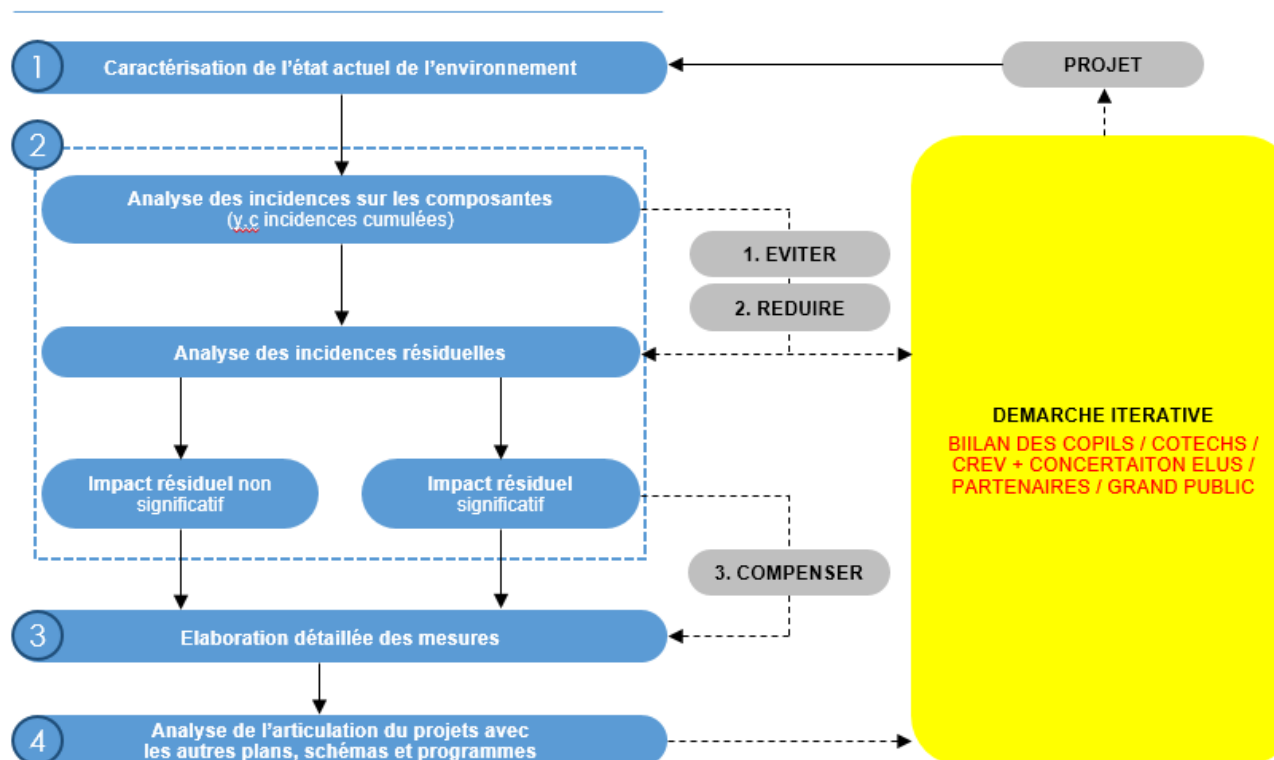 1
Caractérisation de l'état actuel de l'environnement
PROJET
2
Analyse des incidences sur les composantes
(y.c incidences cumulées)
1. EVITER
2. REDUIRE
Analyse des incidences résiduelles
DEMARCHE ITERATIVE
BIILAN DES COPILS / COTECHS /
CREV + CONCERTAITON ELUS /
PARTENAIRES / GRAND PUBLIC
Impact résiduel non
significatif
Impact résiduel
significatif
3. COMPENSER
3
Elaboration détaillée des mesures
4
Analyse de l'articulation du projets avec
les autres plans, schémas et programmes